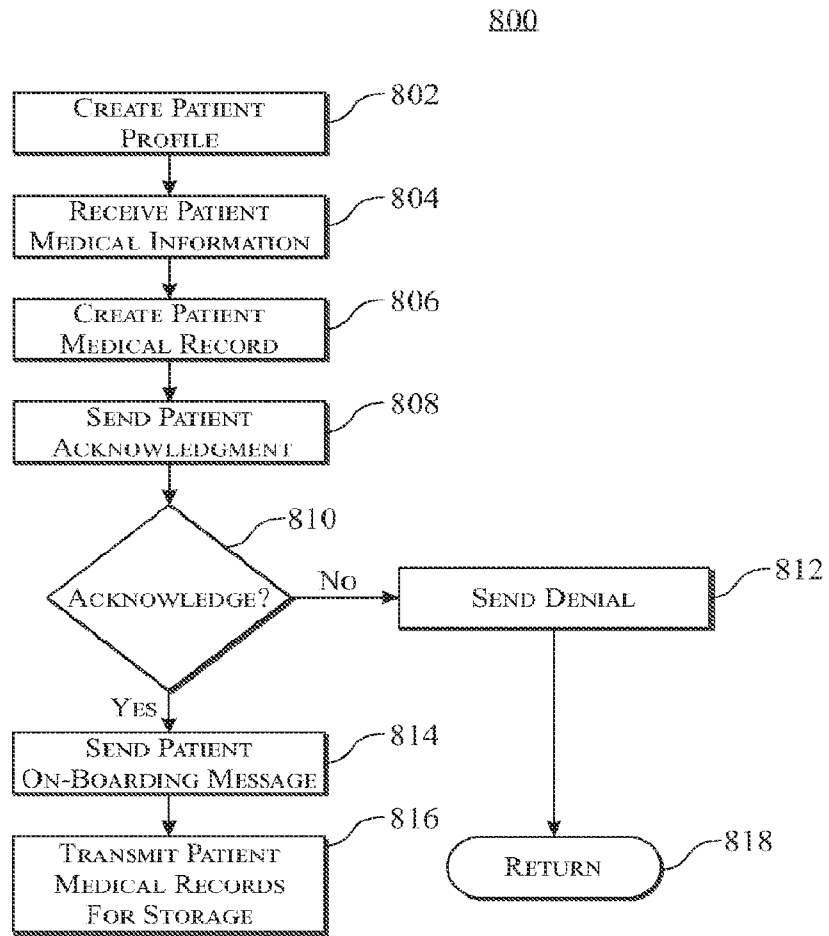 800
CREATE PATIENT
PROFILE
802
RECEIVE PATIENT
MEDICAL INFORMATION
804
CREATE PATIENT
MEDICAL RECORD
806
SEND PATIENT
ACKNOWLEDGMENT
808
ACKNOWLEDGE?
810
NO
SEND DENIAL
812
YES
SEND PATIENT
ON-BOARDING MESSAGE
814
TRANSMIT PATIENT
MEDICAL RECORDS
FOR STORAGE
816
RETURN
818